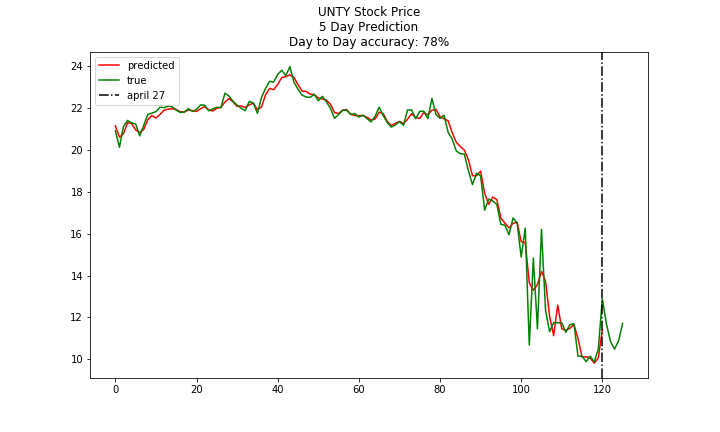 UNTY Stock Price
5 Day Prediction
Day to Day accuracy: 78%
predicted
true
april 27
24
22
20
18
16
14
12
10
0 20 40 60 80 100 120